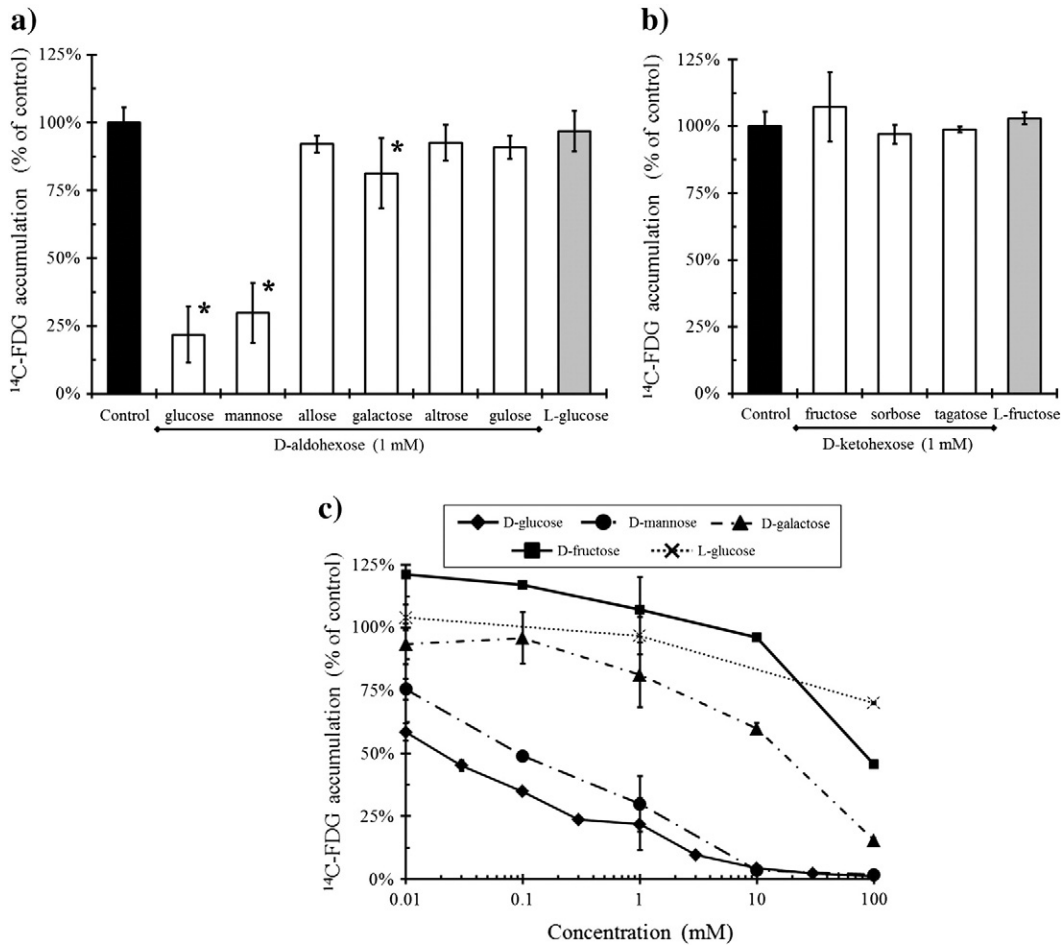 a)
¹⁴C-FDG accumulation (% of control)
125%
100%
75%
50%
25%
0%
* * *
Control glucose mannose allose galactose altrose gulose L-glucose
D-aldohexose (1 mM)
b)
¹⁴C-FDG accumulation (% of control)
125%
100%
75%
50%
25%
0%
Control fructose sorbose tagatose L-fructose
D-ketohexose (1 mM)
c)
D-glucose D-mannose D-galactose
D-fructose L-glucose
¹⁴C-FDG accumulation (% of control)
125%
100%
75%
50%
25%
0%
0.01 0.1 1 10 100
Concentration (mM)